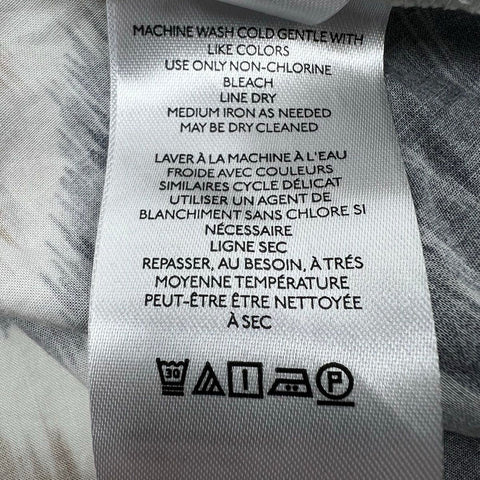 MACHINE WASH COLD GENTLE WITH
LIKE COLORS
USE ONLY NON-CHLORINE
BLEACH
LINE DRY
MEDIUM IRON AS NEEDED
MAY BE DRY CLEANED
LAVER À LA MACHINE À L'EAU
FROIDE AVEC COULEURS
SIMILAIRES CYCLE DÉLICAT
UTILISER UN AGENT DE
BLANCHIMENT SANS CHLORE SI
NÉCESSAIRE
LIGNE SEC
REPASSER, AU BESOIN, À TRÉS
MOYENNE TEMPÉRATURE
PEUT-ÊTRE ÊTRE NETTOYÉE
À SEC
30 P